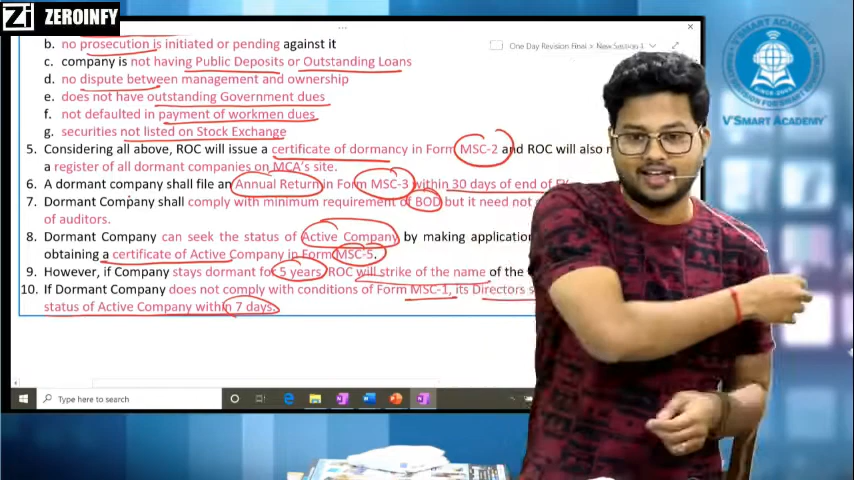 Zi ZEROINFY
b. no prosecution is initiated or pending against it
One Day Revision Final > New Section 1
c. company is not having Public Deposits or Outstanding Loans
d. no dispute between management and ownership
e. does not have outstanding Government dues
f. not defaulted in payment of workmen dues
g. securities not listed on Stock Exchange
5. Considering all above, ROC will issue a certificate of dormancy in Form MSC-2 and ROC will also
a register of all dormant companies on MCA's site.
6. A dormant company shall file an Annual Return in Form MSC-3 within 30 days of end of FY
7. Dormant Company shall comply with minimum requirement of BOD but it need not
of auditors.
8. Dormant Company can seek the status of Active Company by making application
obtaining a certificate of Active Company in Form MSC-5.
9. However, if Company stays dormant for 5 years ROC will strike of the name of the
10. If Dormant Company does not comply with conditions of Form MSC-1, its Directors
status of Active Company within 7 days.
Type here to search
V'SMART ACADEMY
V'SMART ACADEMY